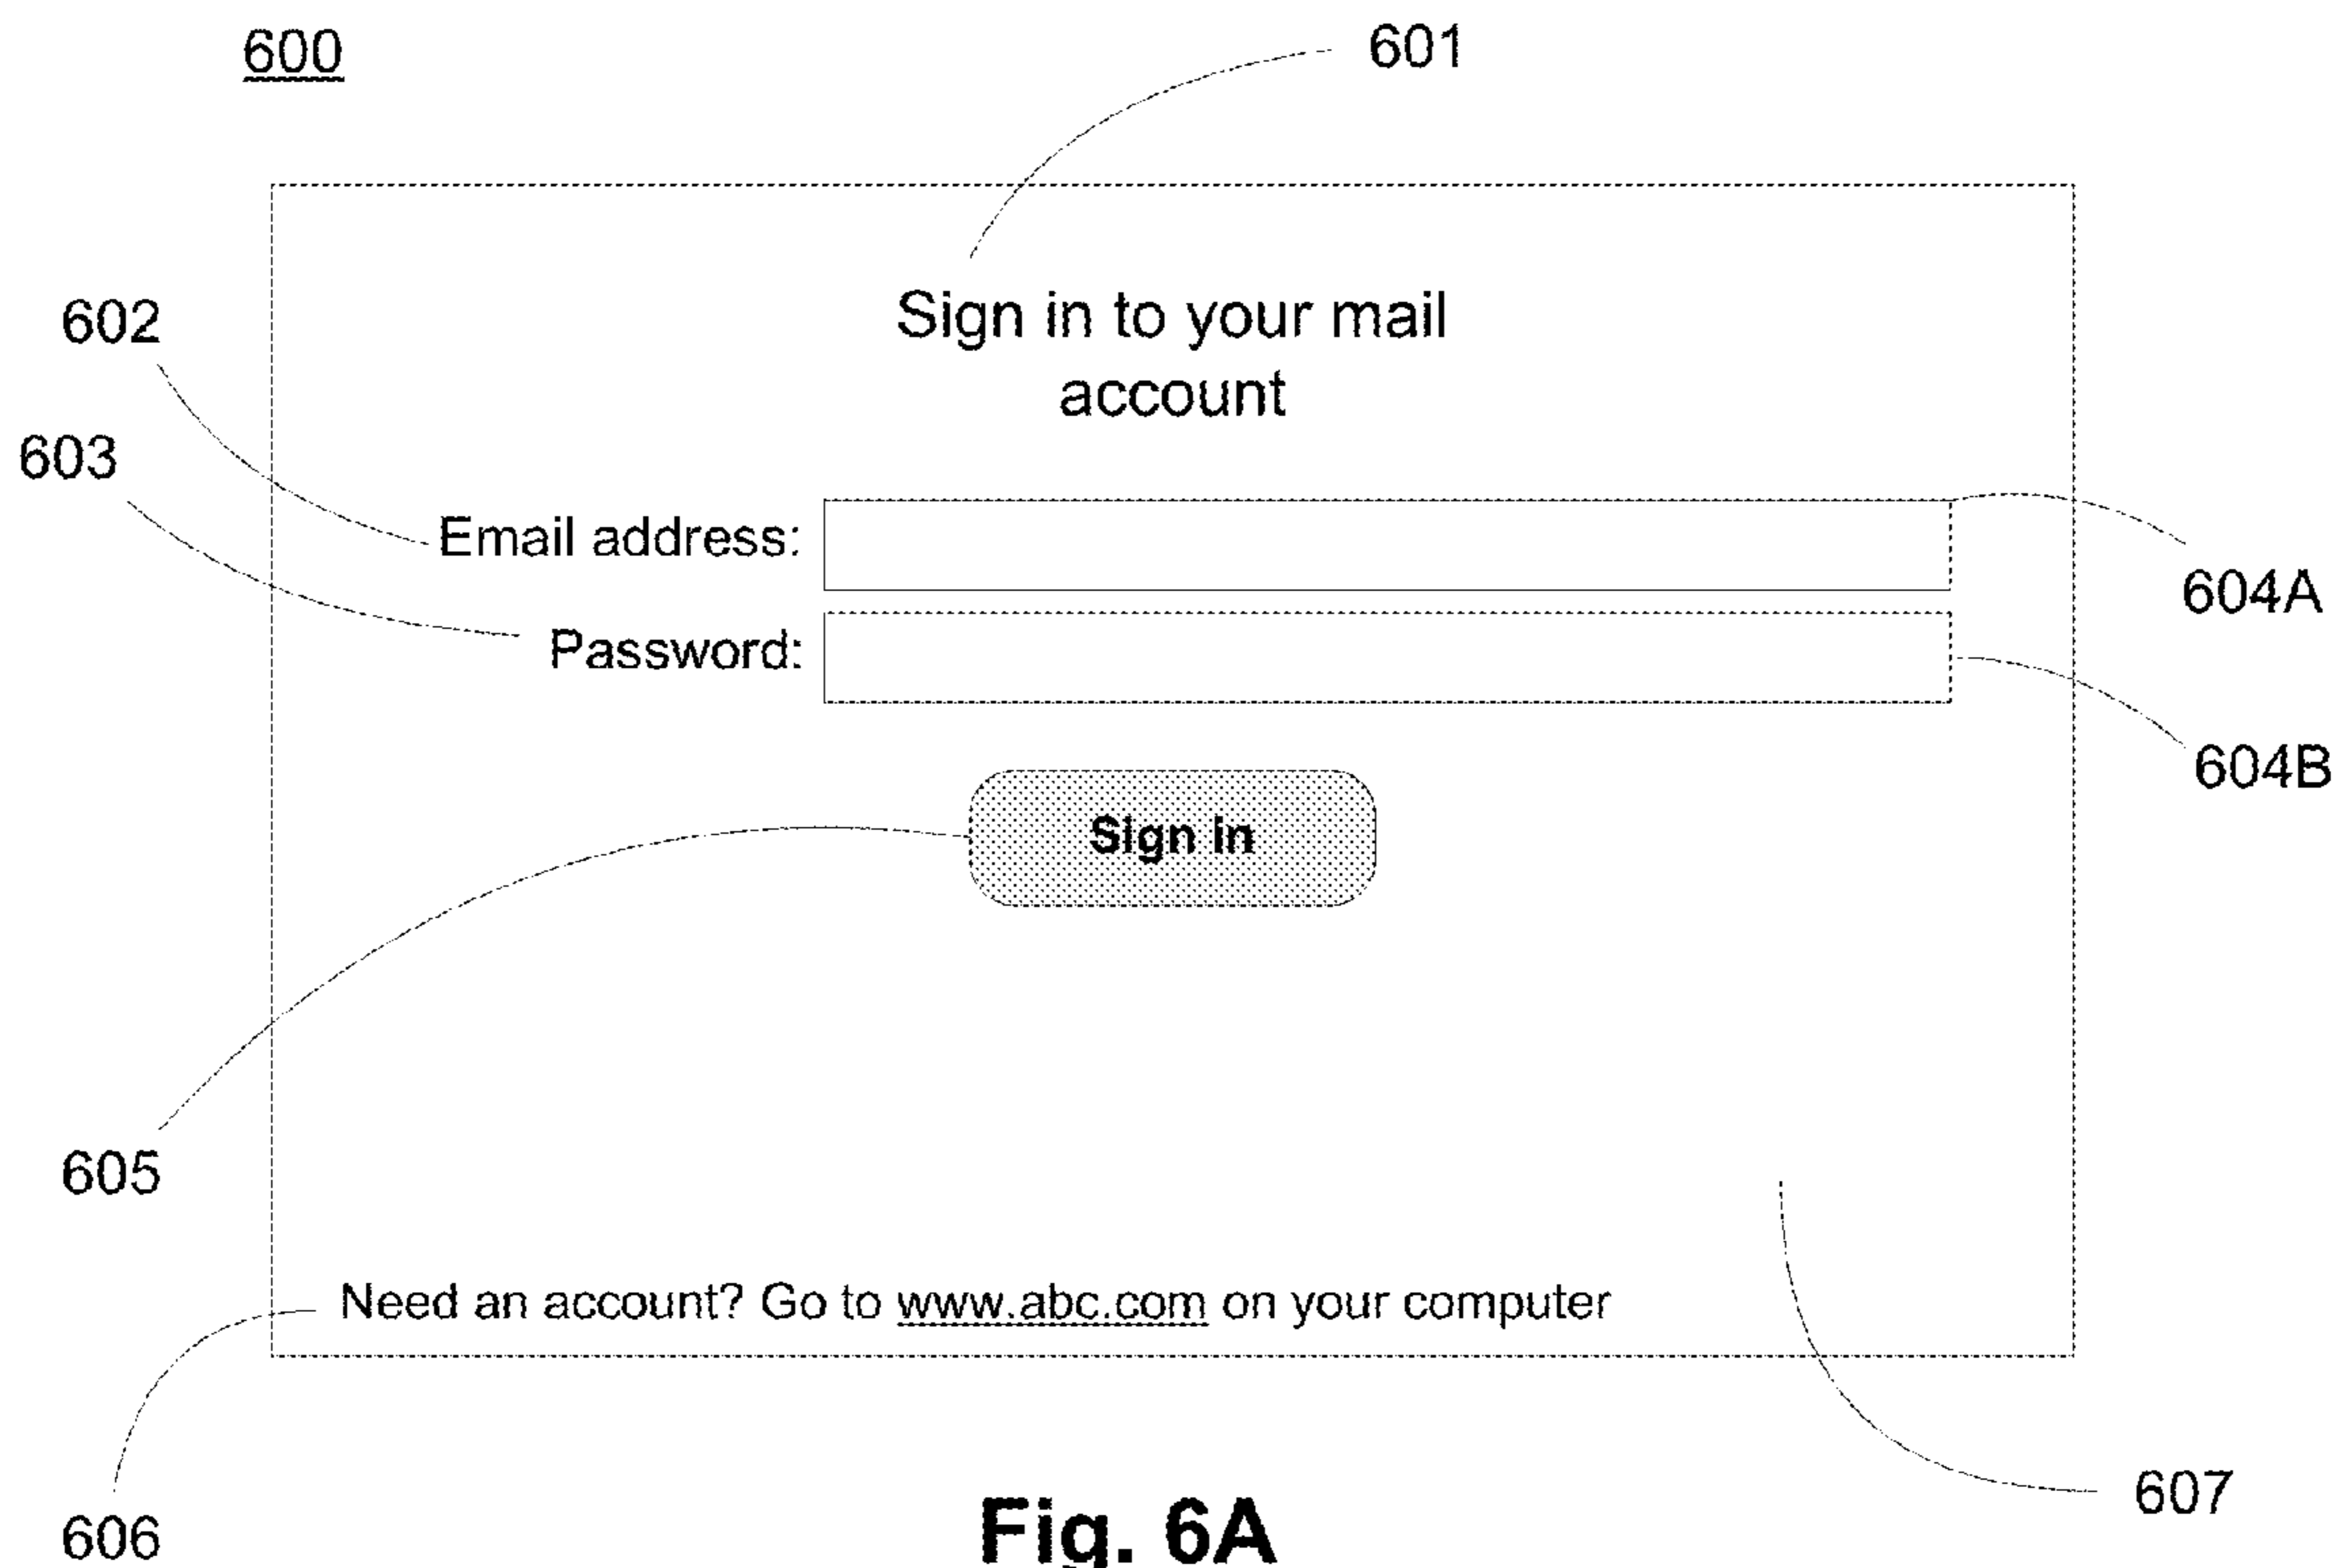 600
601
Sign in to your mail
account
602
603
Email address:
604A
Password:
604B
Sign in
605
Need an account? Go to www.abc.com on your computer
606
607
Fig. 6A